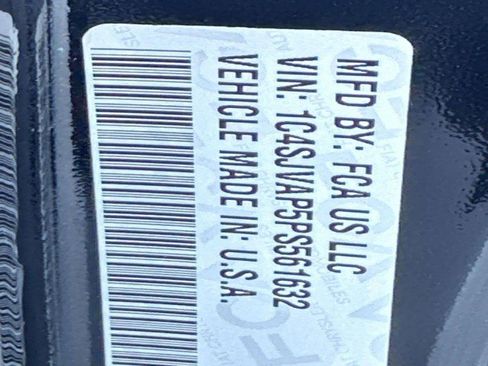 MFD BY: FCA US LLC
VIN: 1C4SJVAP5PS561632
VEHICLE MADE IN: U.S.A.